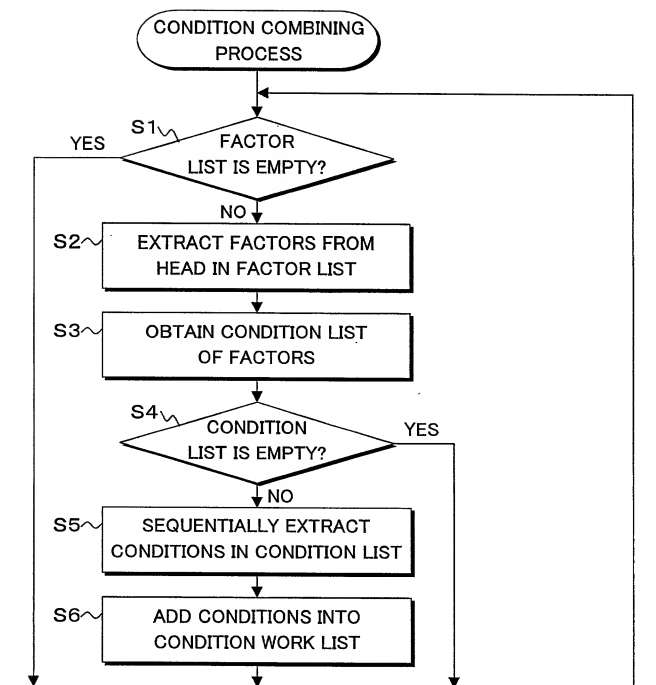 CONDITION COMBINING
PROCESS
S1
YES
FACTOR
LIST IS EMPTY?
NO
S2
EXTRACT FACTORS FROM
HEAD IN FACTOR LIST
S3
OBTAIN CONDITION LIST
OF FACTORS
S4
CONDITION
LIST IS EMPTY?
YES
NO
S5
SEQUENTIALLY EXTRACT
CONDITIONS IN CONDITION LIST
S6
ADD CONDITIONS INTO
CONDITION WORK LIST